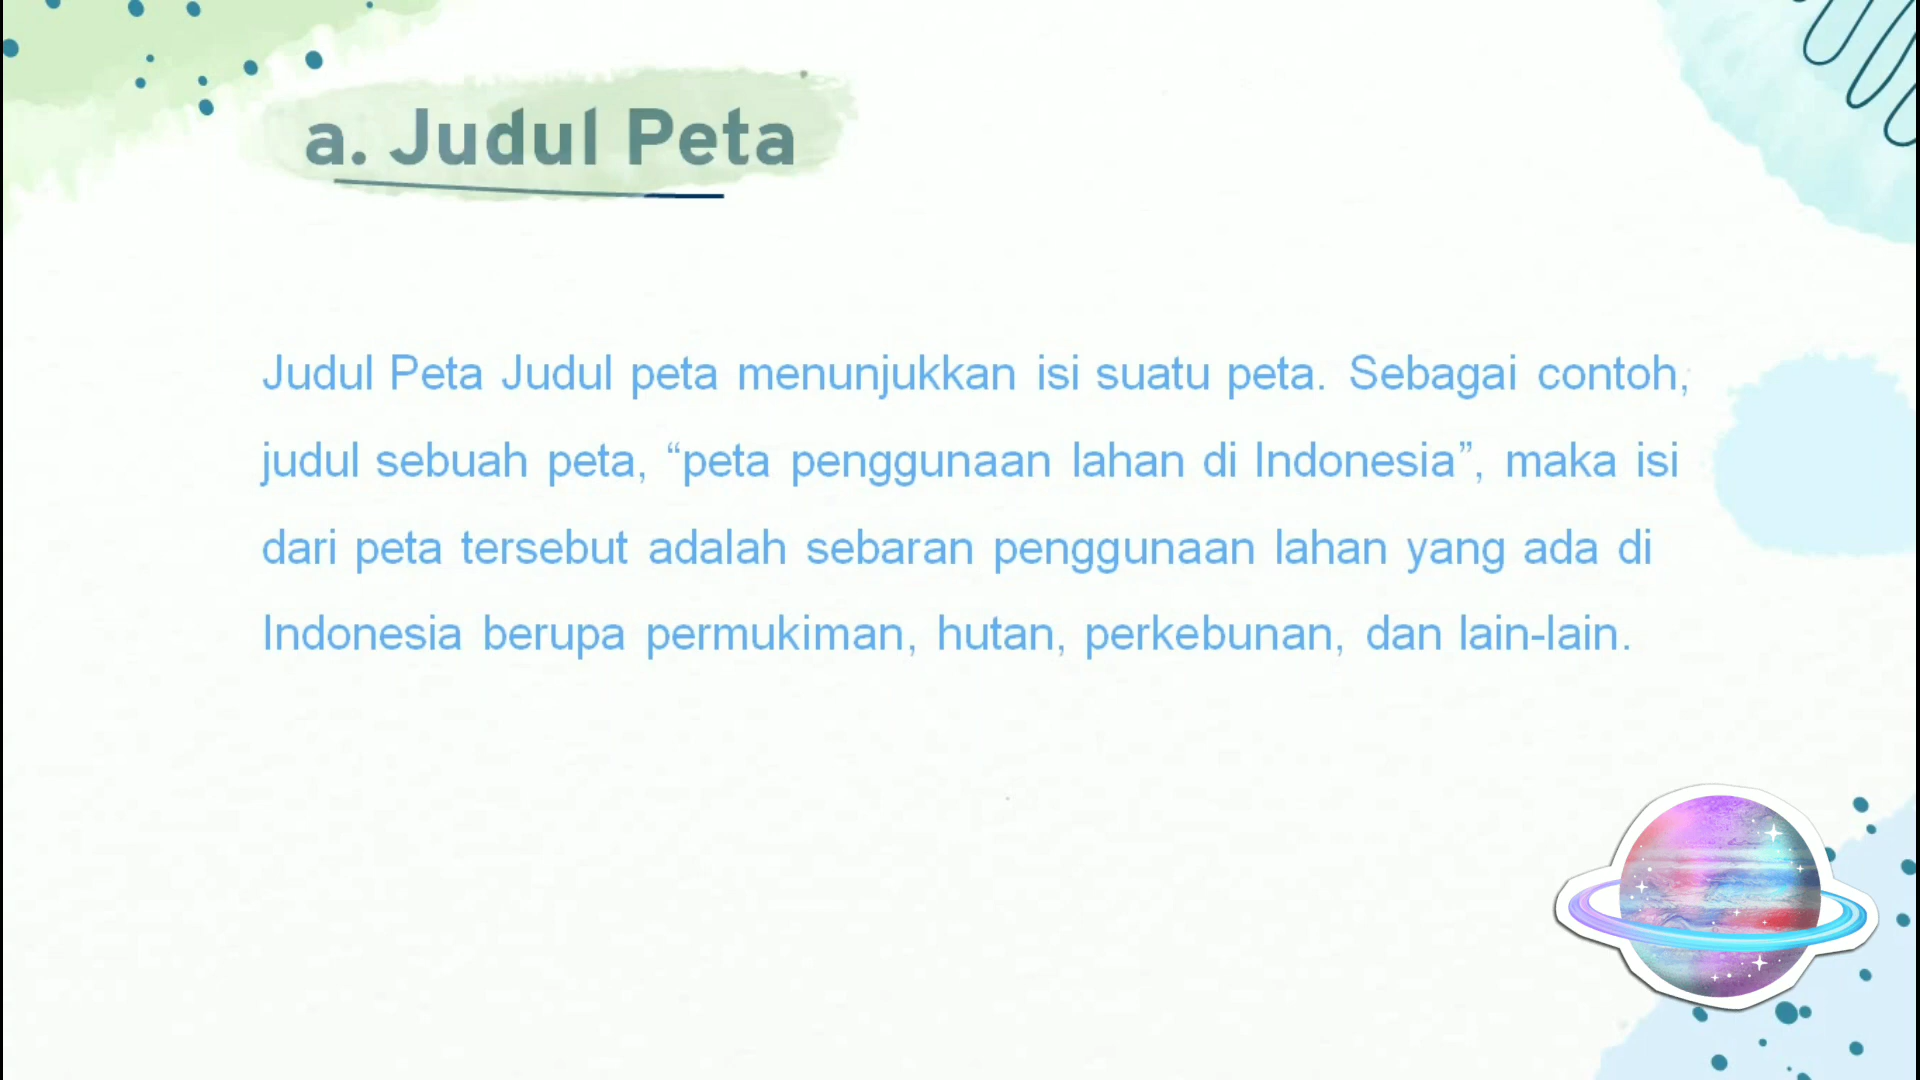 a. Judul Peta
Judul Peta Judul peta menunjukkan isi suatu peta. Sebagai contoh,
judul sebuah peta, “peta penggunaan lahan di Indonesia”, maka isi
dari peta tersebut adalah sebaran penggunaan lahan yang ada di
Indonesia berupa permukiman, hutan, perkebunan, dan lain-lain.